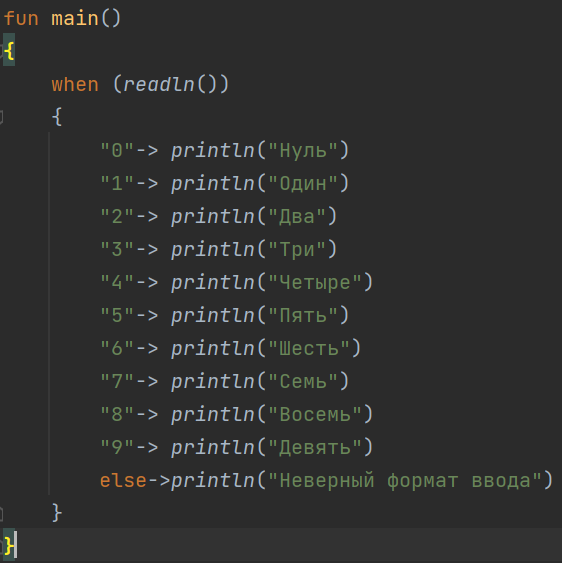 fun main()
{
    when (readln())
    {
        "0"-> println("Нуль")
        "1"-> println("Один")
        "2"-> println("Два")
        "3"-> println("Три")
        "4"-> println("Четыре")
        "5"-> println("Пять")
        "6"-> println("Шесть")
        "7"-> println("Семь")
        "8"-> println("Восемь")
        "9"-> println("Девять")
        else->println("Неверный формат ввода")
    }
}